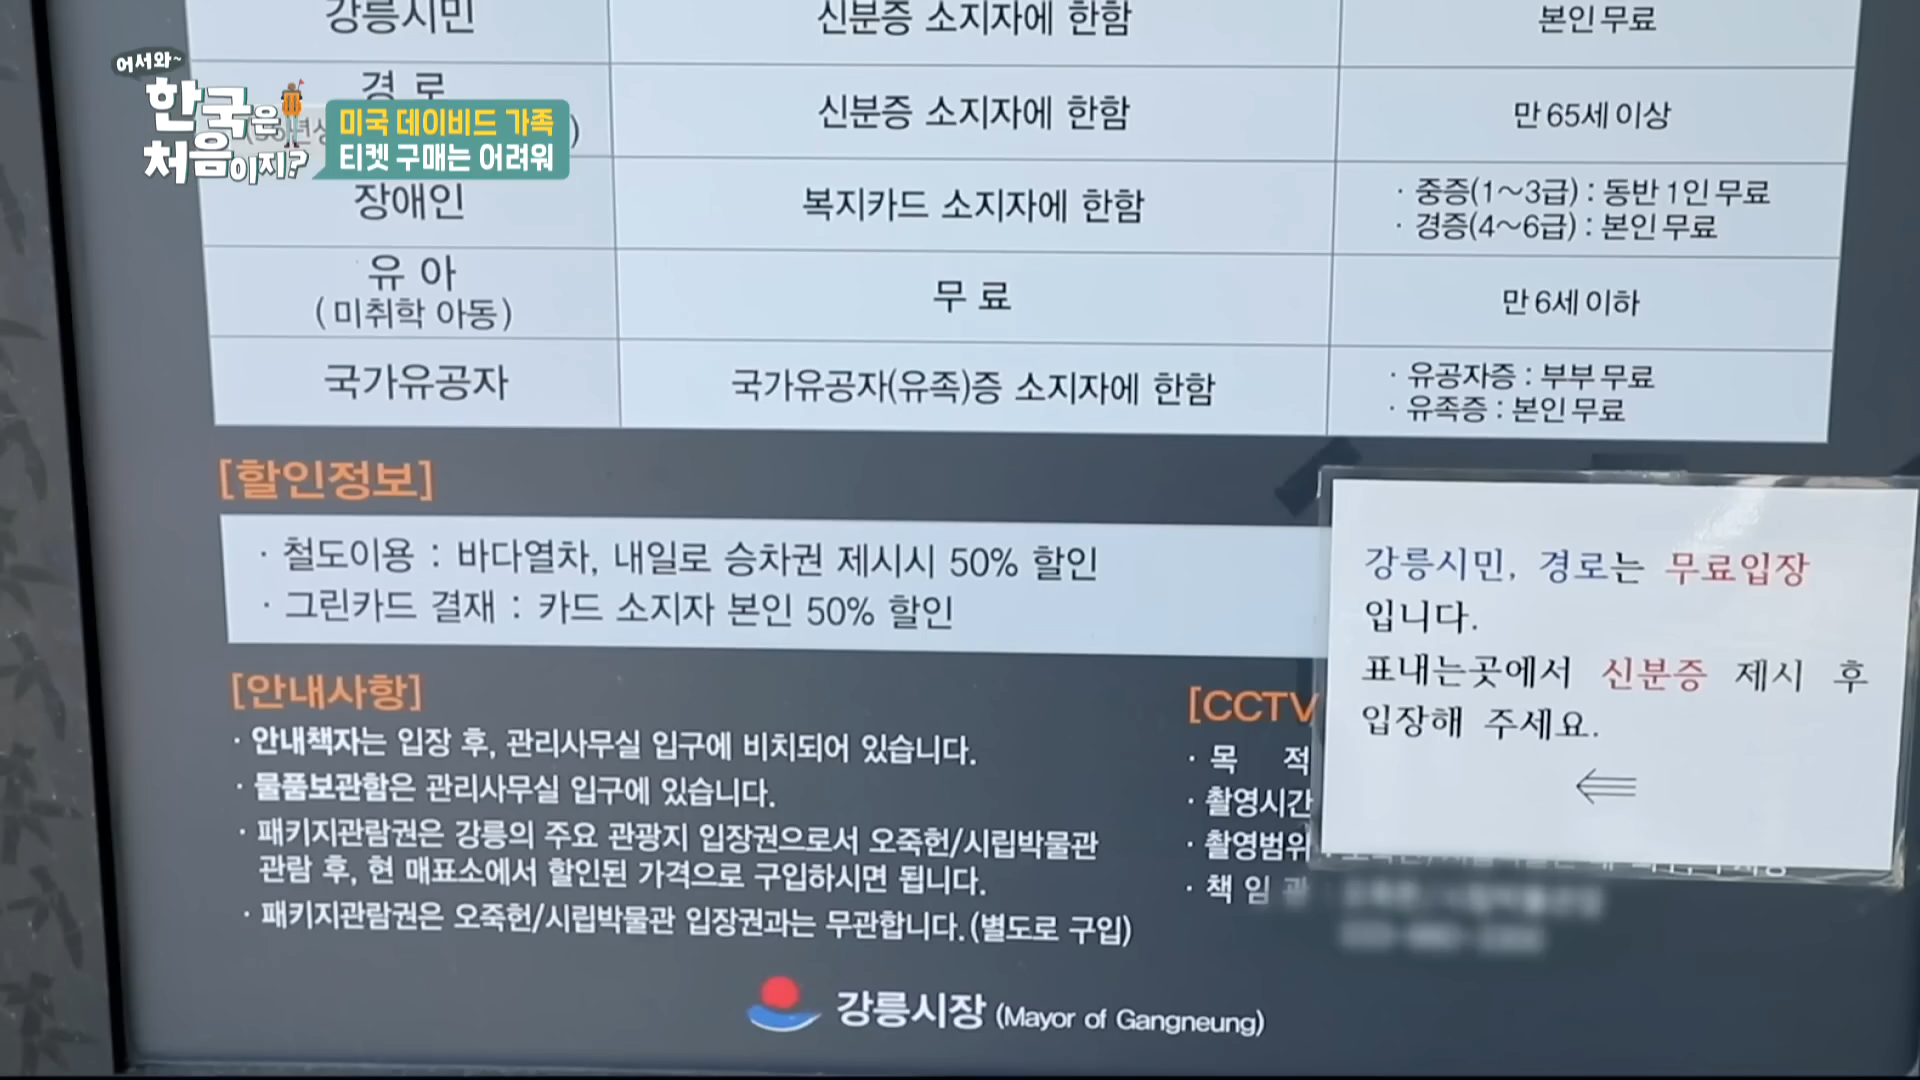 강릉시민 신분증 소지자에 한함 본인 무료
어서와~
한국은
처음이지?
미국 데이비드 가족
티켓 구매는 어려워
경 로 신분증 소지자에 한함 만 65세 이상
장애인 복지카드 소지자에 한함
· 중증(1～3급) : 동반 1인 무료
· 경증(4～6급) : 본인 무료
유 아
(미취학 아동)
무 료 만 6세 이하
국가유공자 국가유공자(유족)증 소지자에 한함
· 유공자증 : 부부 무료
· 유족증 : 본인 무료
[할인정보]
· 철도이용 : 바다열차, 내일로 승차권 제시시 50% 할인
· 그린카드 결재 : 카드 소지자 본인 50% 할인
[안내사항]
· 안내책자는 입장 후, 관리사무실 입구에 비치되어 있습니다.
· 물품보관함은 관리사무실 입구에 있습니다.
· 패키지관람권은 강릉의 주요 관광지 입장권으로서 오죽헌/시립박물관
관람 후, 현 매표소에서 할인된 가격으로 구입하시면 됩니다.
· 패키지관람권은 오죽헌/시립박물관 입장권과는 무관합니다.(별도로 구입)
[CCTV
· 목 적
· 촬영시간
· 촬영범위
· 책 임 관
강릉시민, 경로는 무료입장
입니다.
표내는곳에서 신분증 제시 후
입장해 주세요.
⇐
강릉시장 (Mayor of Gangneung)